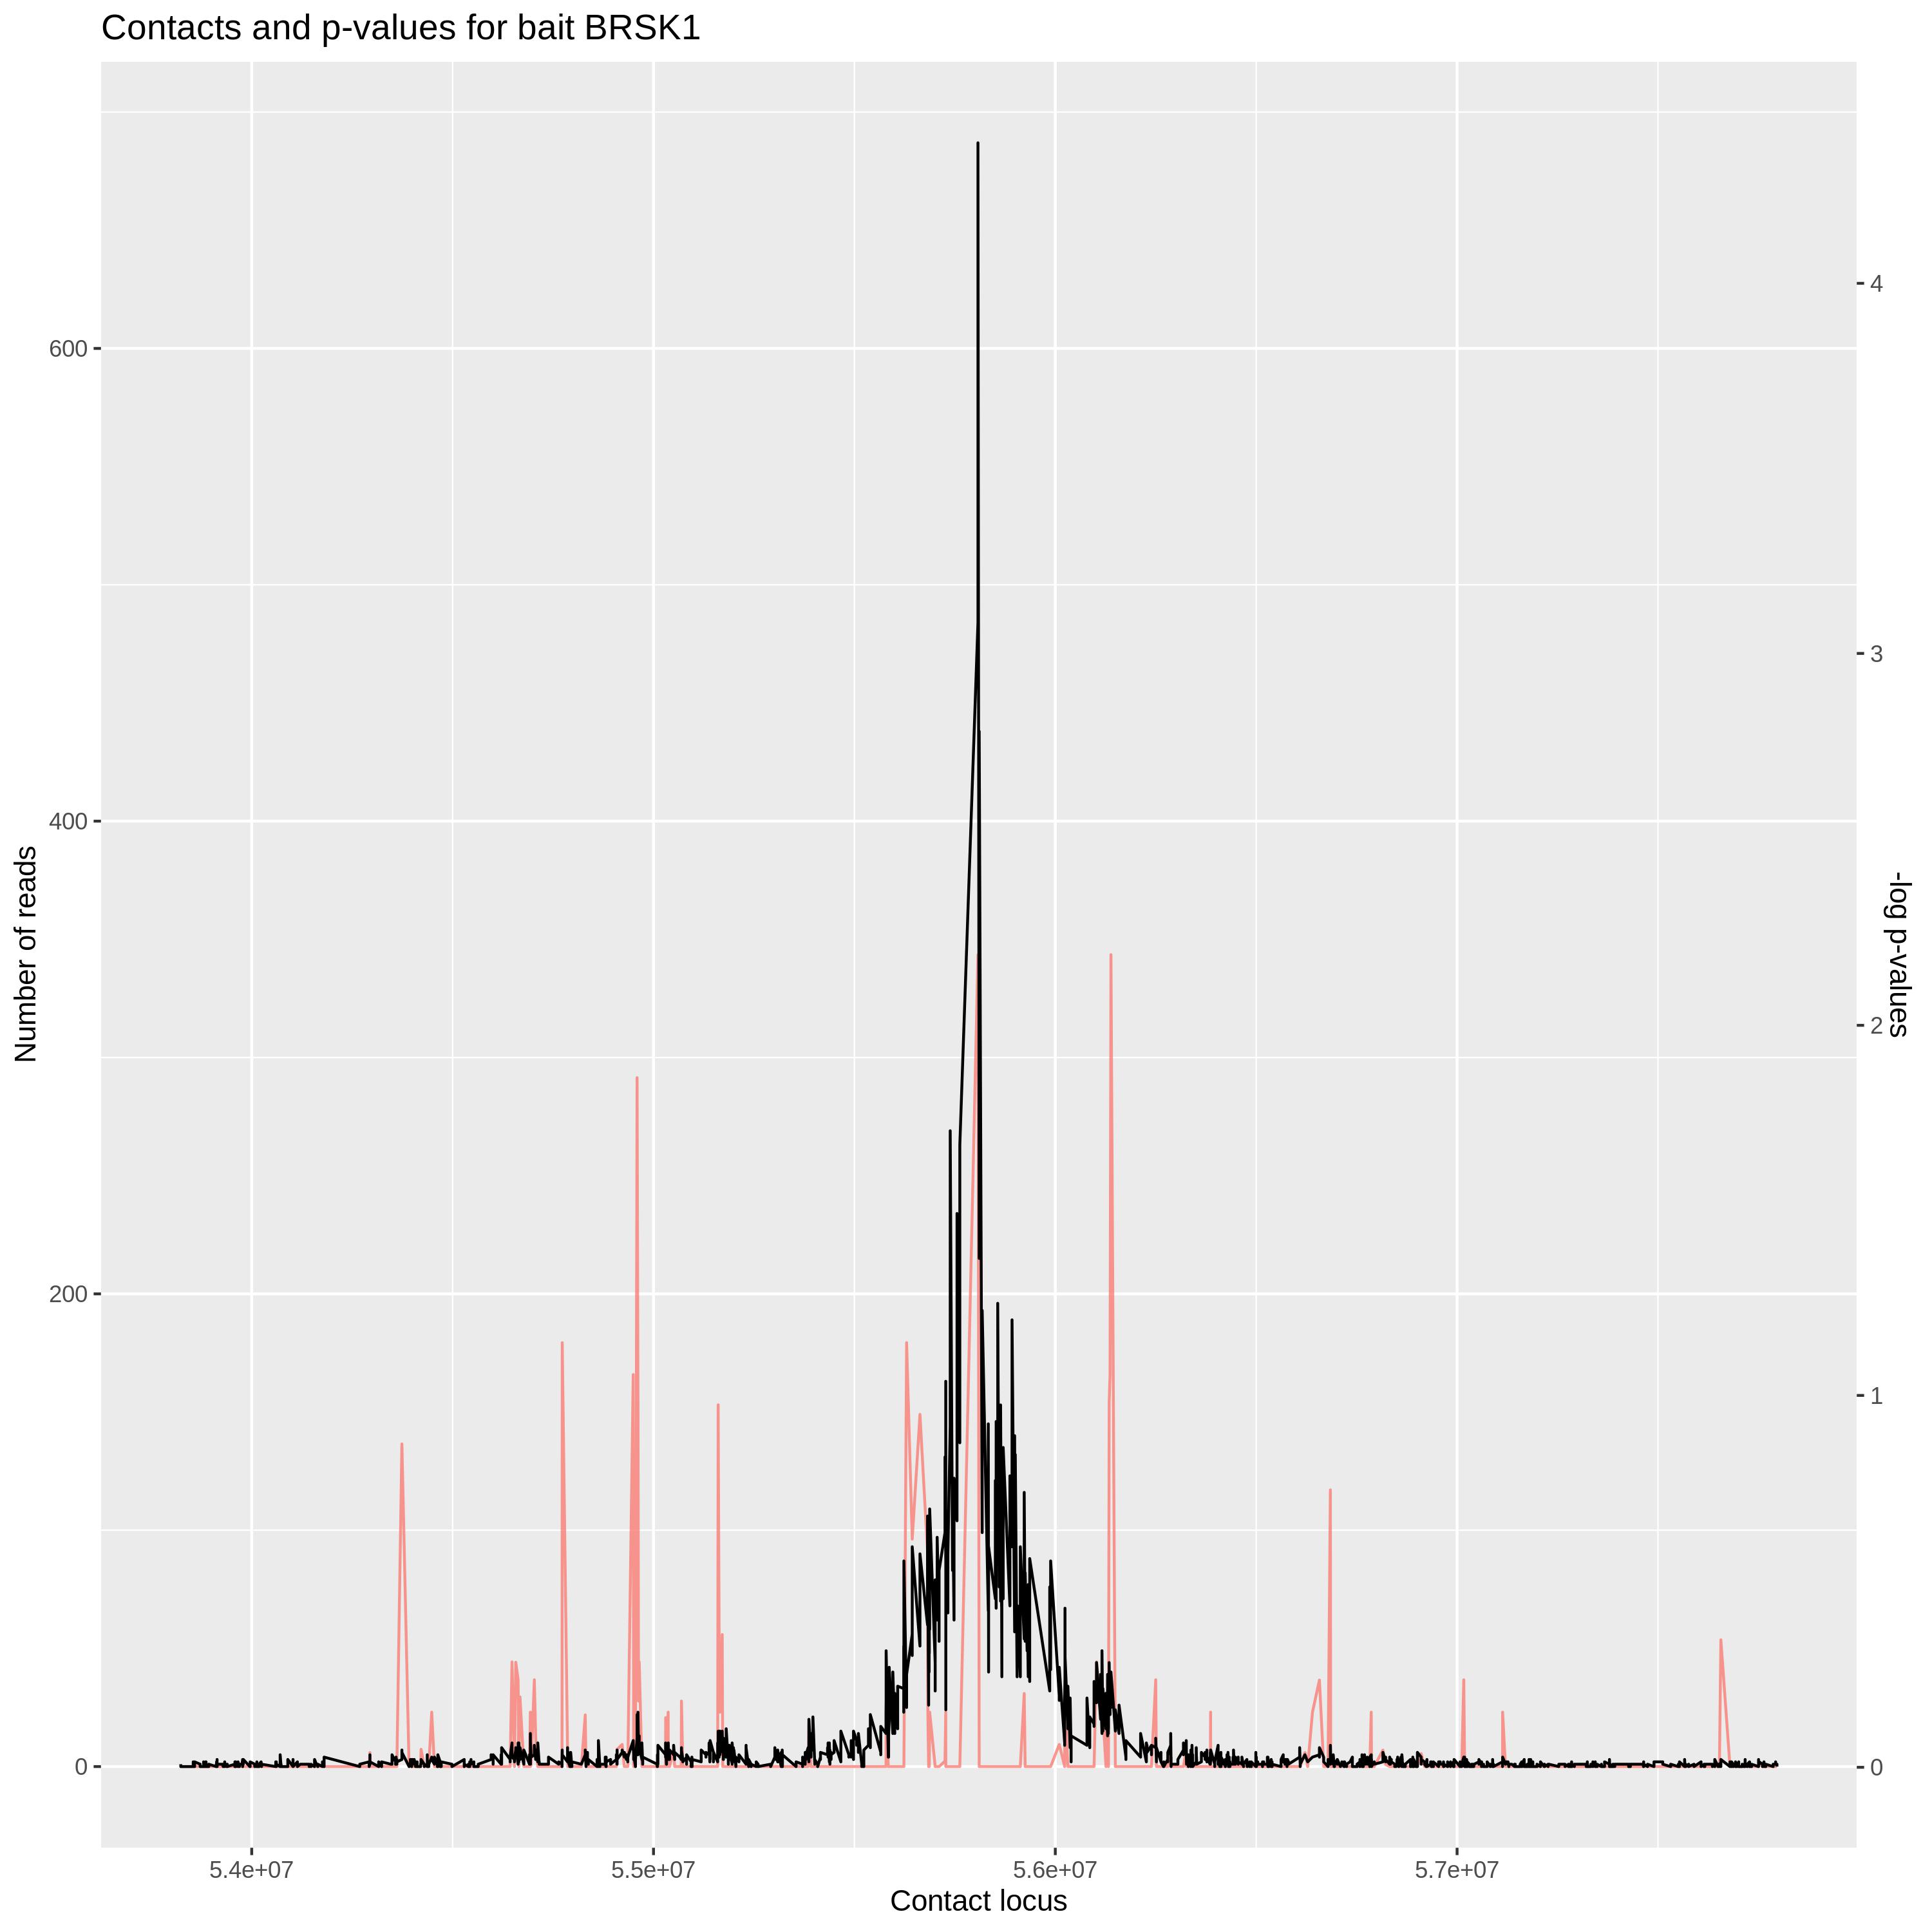 Contacts and p-values for bait BRSK1
600
400
200
0
Number of reads
4
3
2
1
0
-log p-values
5.4e+07 5.5e+07 5.6e+07 5.7e+07
Contact locus